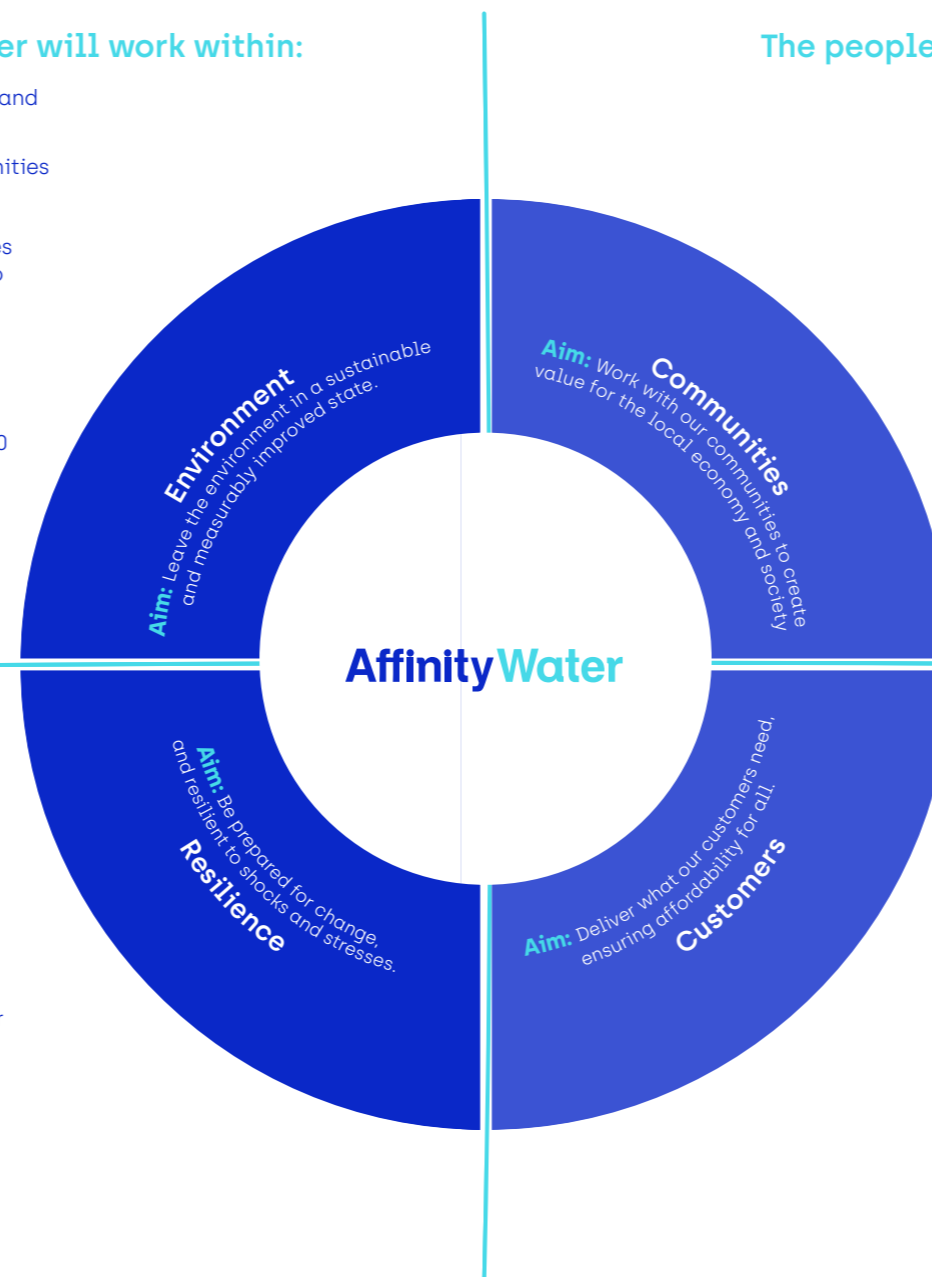 er will work within:
The people
and
nities
es
Environment
Aim: Leave the environment in a sustainable
and measurably improved state.
Communities
Aim: Work with our communities to create
value for the local economy and society
AffinityWater
Aim: Be prepared for change,
and resilient to shocks and stresses.
Resilience
Aim: Deliver what our customers need,
ensuring affordability for all.
Customers